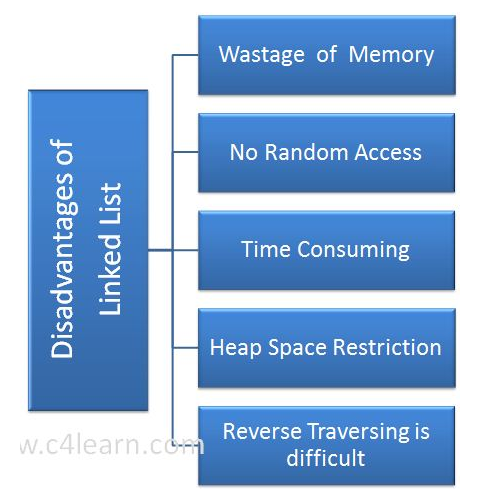 Disadvantages of
Linked List
Wastage of Memory
No Random Access
Time Consuming
Heap Space Restriction
Reverse Traversing is
difficult
w.c4learn.com